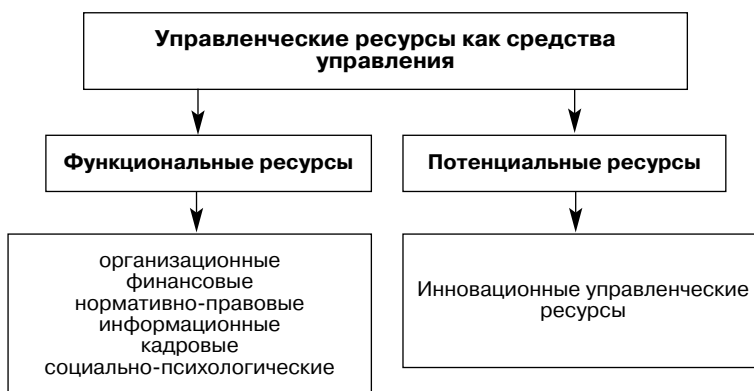 Управленческие ресурсы как средства
управления
Функциональные ресурсы
Потенциальные ресурсы
организационные
финансовые
нормативно-правовые
информационные
кадровые
социально-психологические
Инновационные управленческие
ресурсы